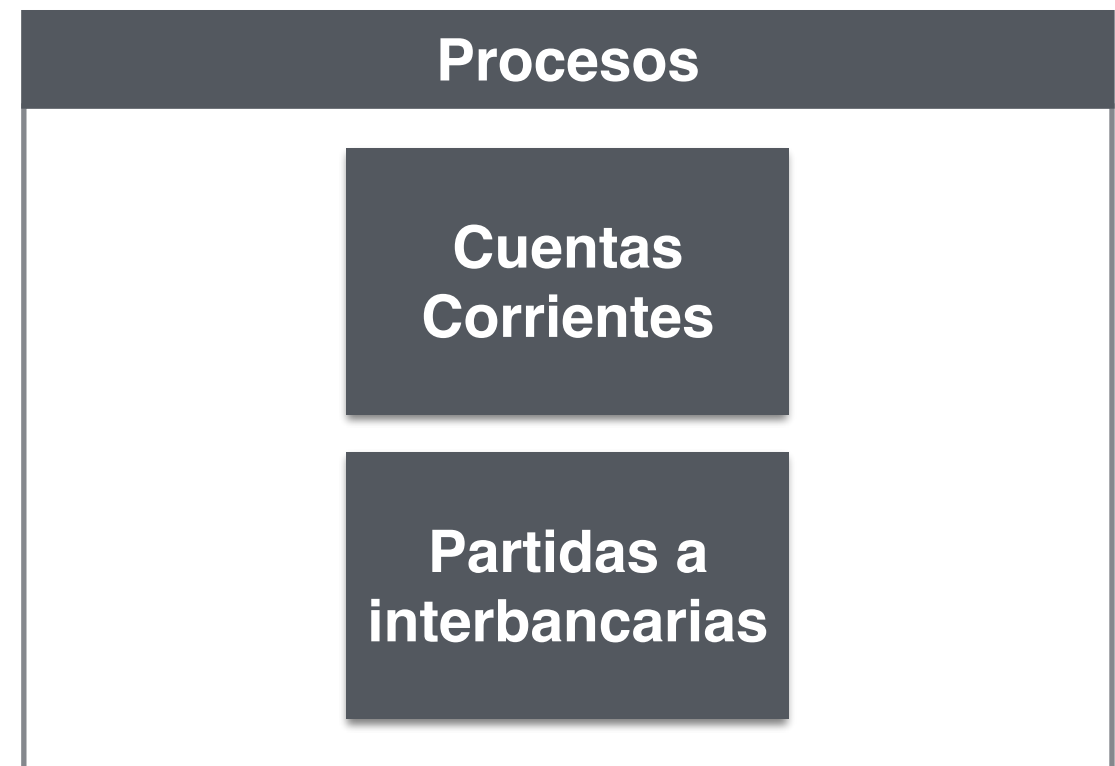 Procesos
Cuentas
Corrientes
Partidas a
interbancarias